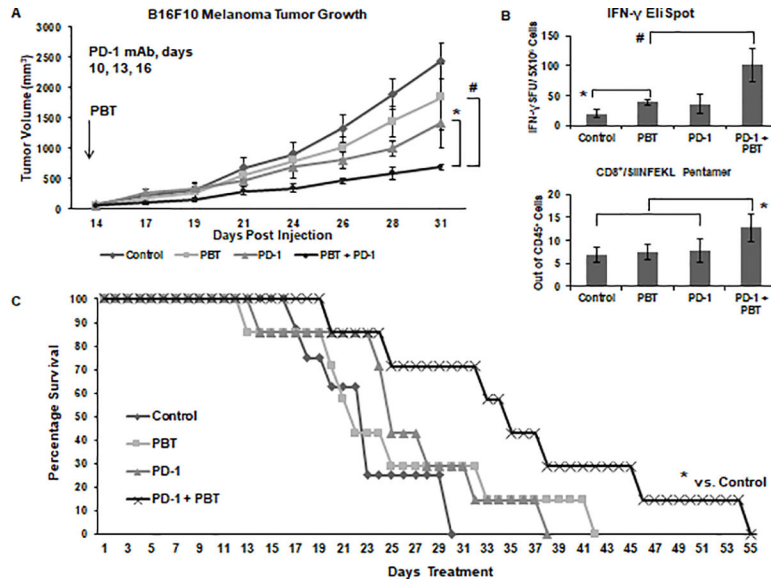 A
B16F10 Melanoma Tumor Growth
Tumor Volume (mm³)
3000
2500
2000
1500
1000
500
0
PD-1 mAb, days
10, 13, 16
PBT
*
#
14 17 19 21 24 26 28 31
Days Post Injection
Control PBT PD-1 PBT + PD-1
B
IFN-γ EliSpot
IFN-γ SFU/ 5X10⁵ Cells
150
100
50
0
#
*
Control PBT PD-1 PD-1 +
PBT
CD8⁺/SIINFEKL Pentamer
Out of CD45⁺ Cells
20
15
10
5
0
*
Control PBT PD-1 PD-1 +
PBT
C
Percentage Survival
100
90
80
70
60
50
40
30
20
10
0
Control
PBT
PD-1
PD-1 + PBT
* vs. Control
1 3 5 7 9 11 13 15 17 19 21 23 25 27 29 31 33 35 37 39 41 43 45 47 49 51 53 55
Days Treatment